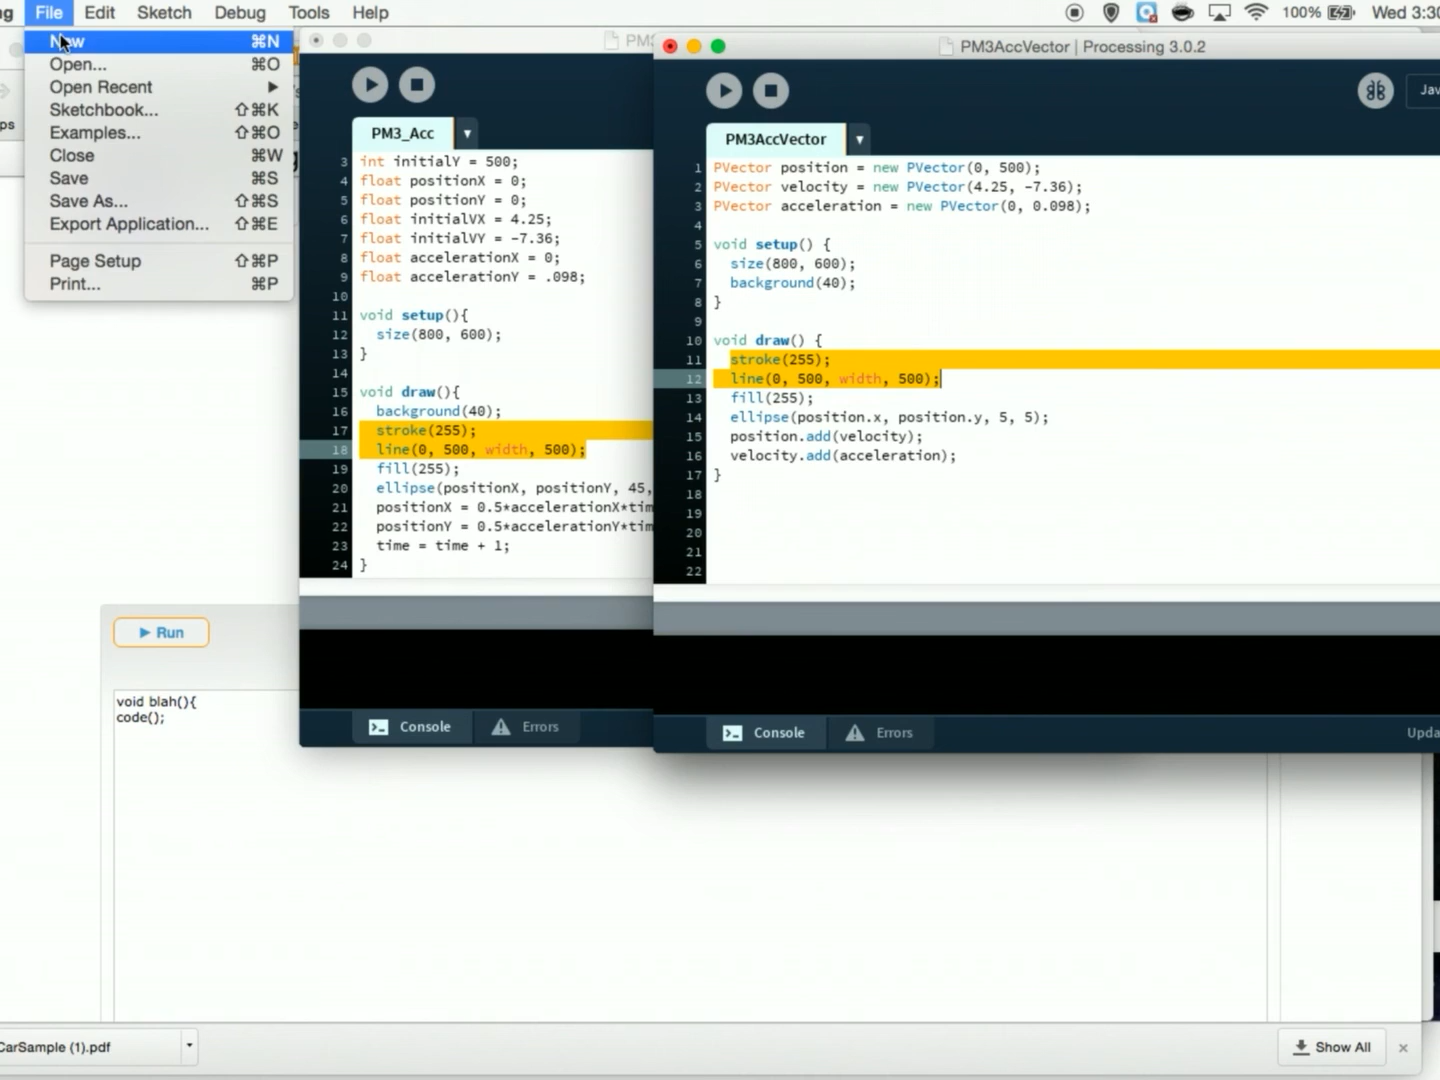 File Edit Sketch Debug Tools Help
100% Wed 3:30
New ⌘N
Open... ⌘O
Open Recent ▶
Sketchbook... ⇧⌘K
Examples... ⇧⌘O
Close ⌘W
Save ⌘S
Save As... ⇧⌘S
Export Application... ⇧⌘E
Page Setup ⇧⌘P
Print... ⌘P
PM3_Acc
3 int initialY = 500;
4 float positionX = 0;
5 float positionY = 0;
6 float initialVX = 4.25;
7 float initialVY = -7.36;
8 float accelerationX = 0;
9 float accelerationY = .098;
10
11 void setup(){
12 size(800, 600);
13 }
14
15 void draw(){
16 background(40);
17 stroke(255);
18 line(0, 500, width, 500);
19 fill(255);
20 ellipse(positionX, positionY, 45,
21 positionX = 0.5*accelerationX*tim
22 positionY = 0.5*accelerationY*tim
23 time = time + 1;
24 }
Console Errors
PM3AccVector | Processing 3.0.2
Jav
PM3AccVector
1 PVector position = new PVector(0, 500);
2 PVector velocity = new PVector(4.25, -7.36);
3 PVector acceleration = new PVector(0, 0.098);
4
5 void setup() {
6 size(800, 600);
7 background(40);
8 }
9
10 void draw() {
11 stroke(255);
12 line(0, 500, width, 500);
13 fill(255);
14 ellipse(position.x, position.y, 5, 5);
15 position.add(velocity);
16 velocity.add(acceleration);
17 }
18
19
20
21
22
Console Errors
Upda
Run
void blah(){
code();
CarSample (1).pdf
Show All